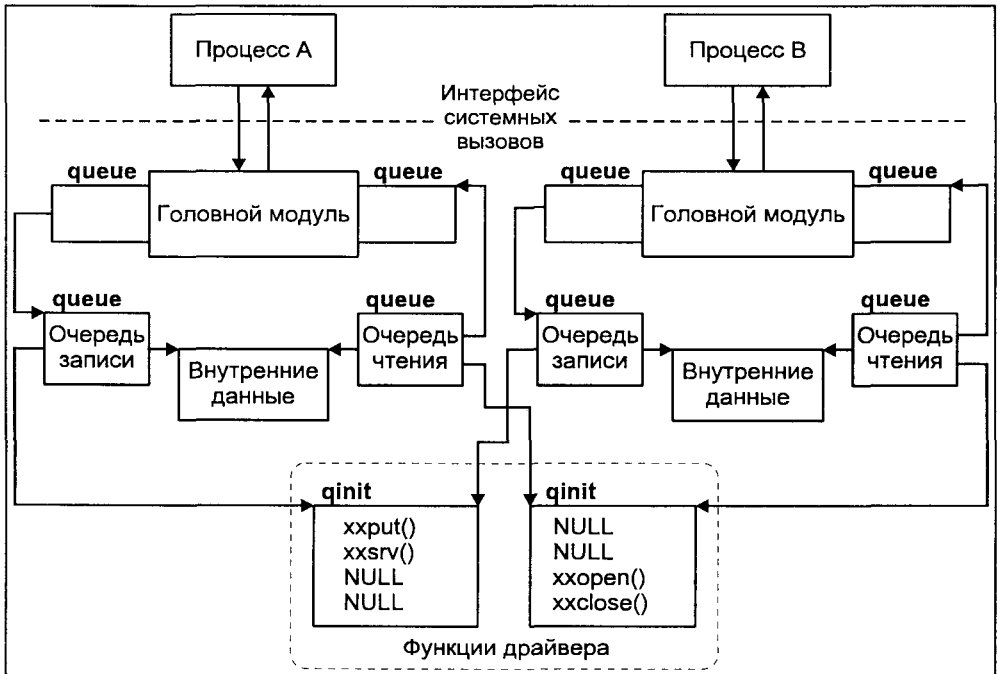 Процесс А
Процесс В
Интерфейс
системных
вызовов
queue
queue
queue
queue
Головной модуль
Головной модуль
queue
queue
queue
queue
Очередь
записи
Очередь
чтения
Очередь
записи
Очередь
чтения
Внутренние
данные
Внутренние
данные
qinit
qinit
xxput()
xxsrv()
NULL
NULL
NULL
NULL
xxopen()
xxclose()
Функции драйвера